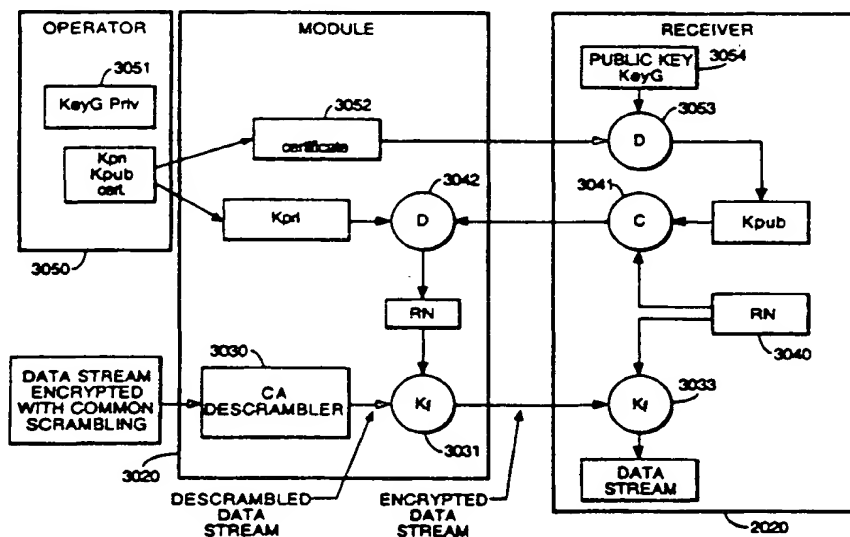 OPERATOR
MODULE
RECEIVER
3051
KeyG Priv
3054
PUBLIC KEY
KeyG
3052
certificate
3053
D
Kpri
Kpub
cert.
3042
3041
Kpri
D
C
Kpub
3050
RN
RN
3040
3030
DATA STREAM
ENCRYPTED
WITH COMMON
SCRAMBLING
CA
DESCRAMBLER
Kf
3031
Kf
3033
3020
DATA
STREAM
DESCRAMBLED
DATA
STREAM
ENCRYPTED
DATA
STREAM
2020